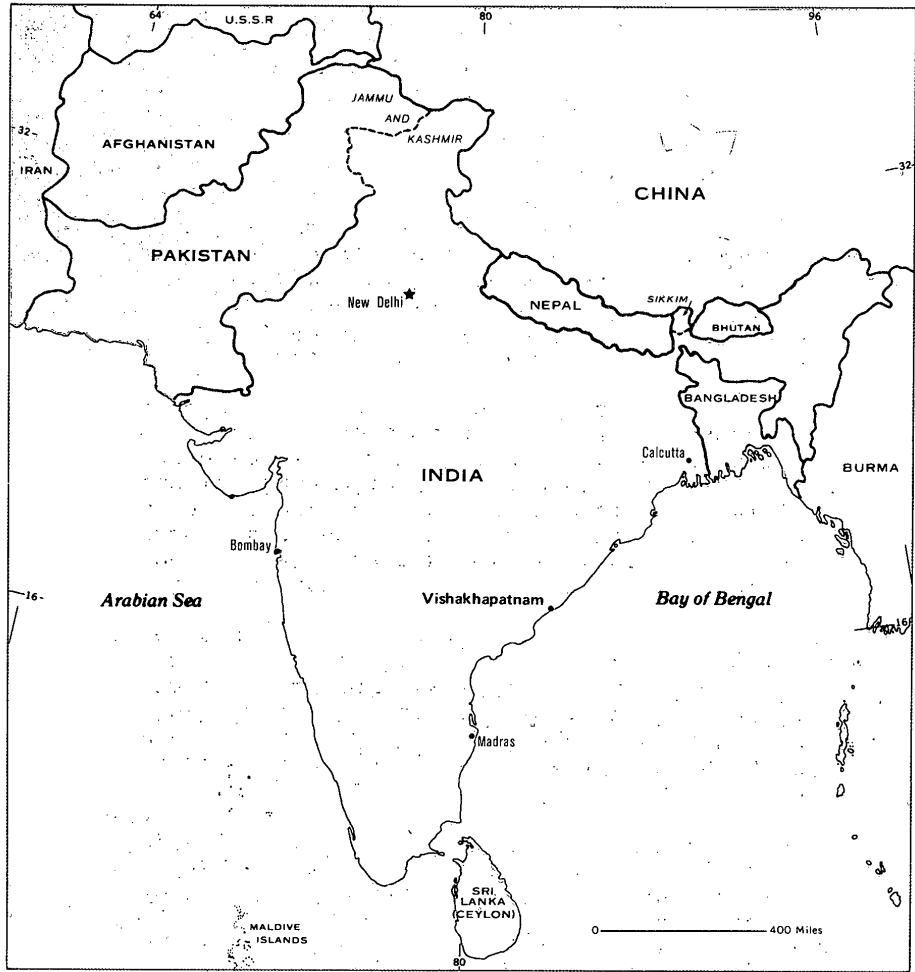 64
U.S.S.R
80
96
JAMMU
AND
KASHMIR
32
AFGHANISTAN
IRAN
32
CHINA
PAKISTAN
New Delhi
NEPAL
SIKKIM
BHUTAN
BANGLADESH
Calcutta
INDIA
BURMA
Bombay
16
Arabian Sea
Vishakhapatnam
Bay of Bengal
16
Madras
SRI
LANKA
(CEYLON)
MALDIVE
ISLANDS
0
400 Miles
80